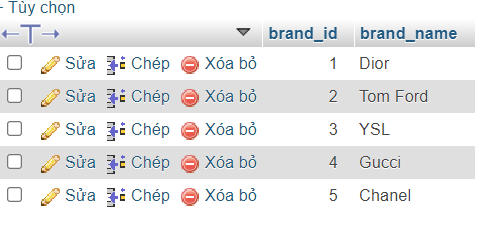 - Tùy chọn
←T→ brand_id brand_name
Sửa Chép Xóa bỏ 1 Dior
Sửa Chép Xóa bỏ 2 Tom Ford
Sửa Chép Xóa bỏ 3 YSL
Sửa Chép Xóa bỏ 4 Gucci
Sửa Chép Xóa bỏ 5 Chanel